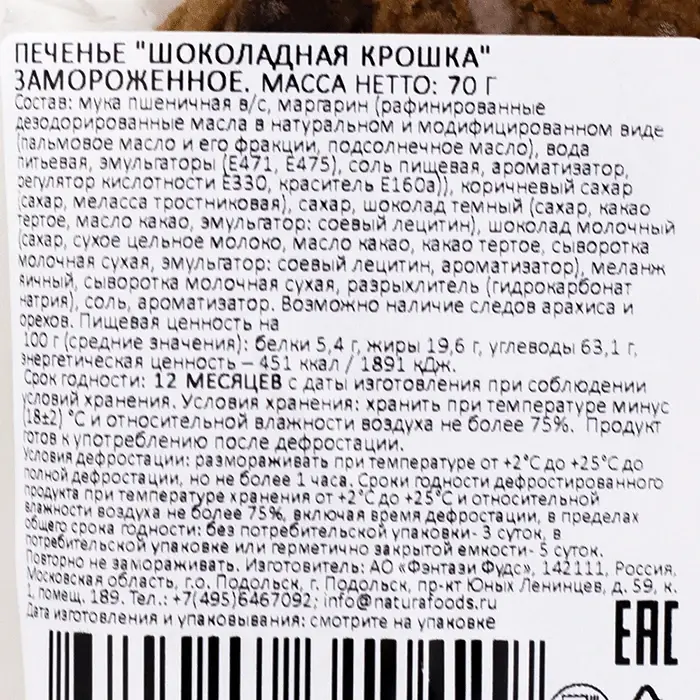 ПЕЧЕНЬЕ "ШОКОЛАДНАЯ КРОШКА"
ЗАМОРОЖЕННОЕ. МАССА НЕТТО: 70 Г
Состав: мука пшеничная в/с, маргарин (рафинированные
дезодорированные масла в натуральном и модифицированном виде
(пальмовое масло и его фракции, подсолнечное масло), вода
питьевая, эмульгаторы (Е471, Е475), соль пищевая, ароматизатор,
регулятор кислотности Е330, краситель Е160а)), коричневый сахар
(сахар, меласса тростниковая), сахар, шоколад темный (сахар, какао
тертое, масло какао, эмульгатор: соевый лецитин), шоколад молочный
(сахар, сухое цельное молоко, масло какао, какао тертое, сыворотка
молочная сухая, эмульгатор: соевый лецитин, ароматизатор), меланж
яичный, сыворотка молочная сухая, разрыхлитель (гидрокарбонат
натрия), соль, ароматизатор. Возможно наличие следов арахиса и
орехов. Пищевая ценность на
100 г (средние значения): белки 5,4 г, жиры 19,6 г, углеводы 63,1 г,
энергетическая ценность – 451 ккал / 1891 кДж.
Срок годности: 12 МЕСЯЦЕВ с даты изготовления при соблюдении
условий хранения. Условия хранения: хранить при температуре минус
(18±2) °С и относительной влажности воздуха не более 75%. Продукт
готов к употреблению после дефростации.
Условия дефростации: размораживать при температуре от +2°С до +25°С до
полной дефростации, но не более 1 часа. Сроки годности дефростированного
продукта при температуре хранения от +2°С до +25°С и относительной
влажности воздуха не более 75%, включая время дефростации, в пределах
общего срока годности: без потребительской упаковки- 3 суток, в
потребительской упаковке или герметично закрытой емкости- 5 суток.
Повторно не замораживать. Изготовитель: АО «Фэнтази Фудс», 142111, Россия,
Московская область, г.о. Подольск, г. Подольск, пр-кт Юных Ленинцев, д. 59, к.
1, помещ. 189. Тел.: +7(495)6467092; info@naturafoods.ru
Дата изготовления и упаковывания: смотрите на упаковке
ЕАС